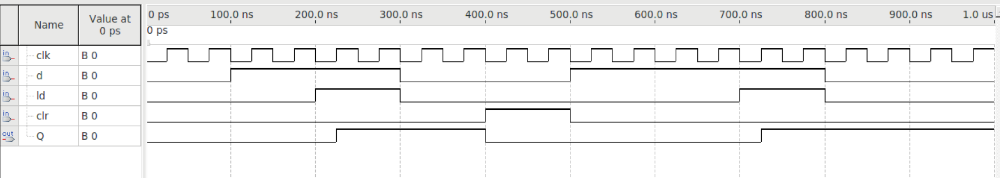 Name Value at 0 ps 0 ps 100.0 ns 200.0 ns 300.0 ns 400.0 ns 500.0 ns 600.0 ns 700.0 ns 800.0 ns 900.0 ns 1.0 us
0 ps
in clk B 0
in d B 0
in ld B 0
in clr B 0
out Q B 0